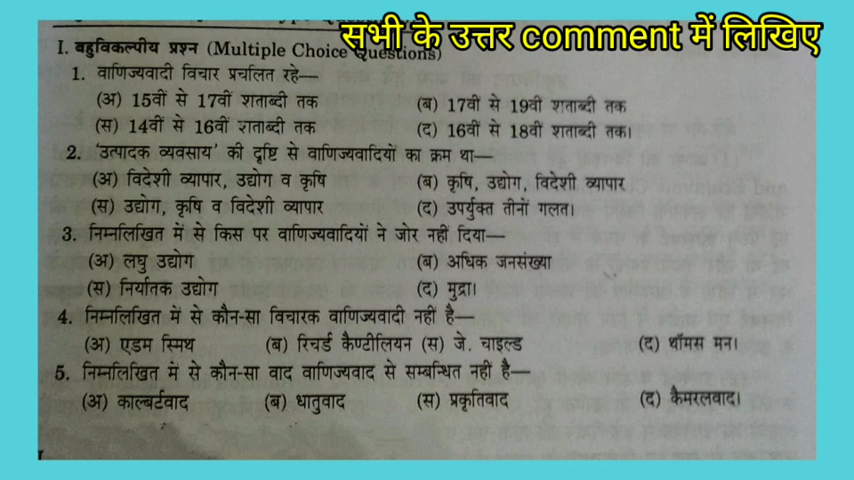 सभी के उत्तर comment में लिखिए
I. बहुविकल्पीय प्रश्न (Multiple Choice Questions)
1. वाणिज्यवादी विचार प्रचलित रहे—
(अ) 15वीं से 17वीं शताब्दी तक (ब) 17वीं से 19वीं शताब्दी तक
(स) 14वीं से 16वीं शताब्दी तक (द) 16वीं से 18वीं शताब्दी तक।
2. 'उत्पादक व्यवसाय' की दृष्टि से वाणिज्यवादियों का क्रम था—
(अ) विदेशी व्यापार, उद्योग व कृषि (ब) कृषि, उद्योग, विदेशी व्यापार
(स) उद्योग, कृषि व विदेशी व्यापार (द) उपर्युक्त तीनों गलत।
3. निम्नलिखित में से किस पर वाणिज्यवादियों ने जोर नहीं दिया—
(अ) लघु उद्योग (ब) अधिक जनसंख्या
(स) निर्यातक उद्योग (द) मुद्रा।
4. निम्नलिखित में से कौन-सा विचारक वाणिज्यवादी नहीं है—
(अ) एडम स्मिथ (ब) रिचर्ड कैण्टीलियन (स) जे. चाइल्ड (द) थॉमस मन।
5. निम्नलिखित में से कौन-सा वाद वाणिज्यवाद से सम्बन्धित नहीं है—
(अ) काल्बर्टवाद (ब) धातुवाद (स) प्रकृतिवाद (द) कैमरलवाद।